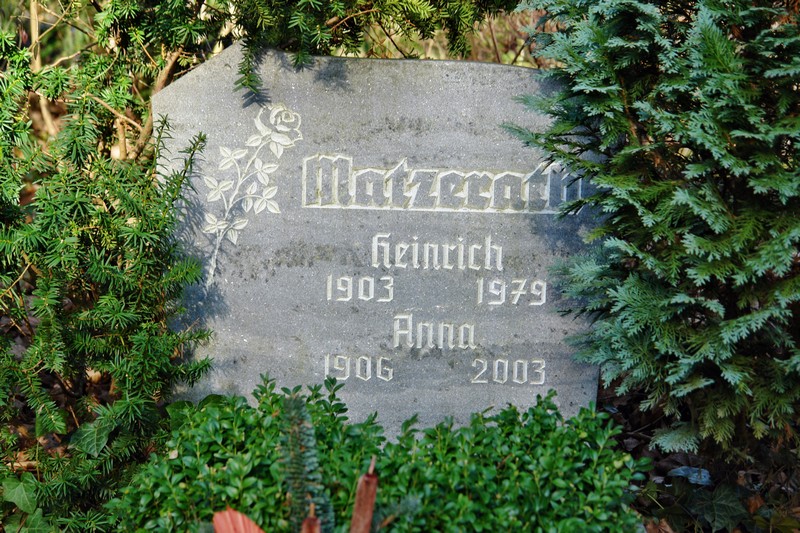 Matzerath
Heinrich
1903 1979
Anna
1906 2003